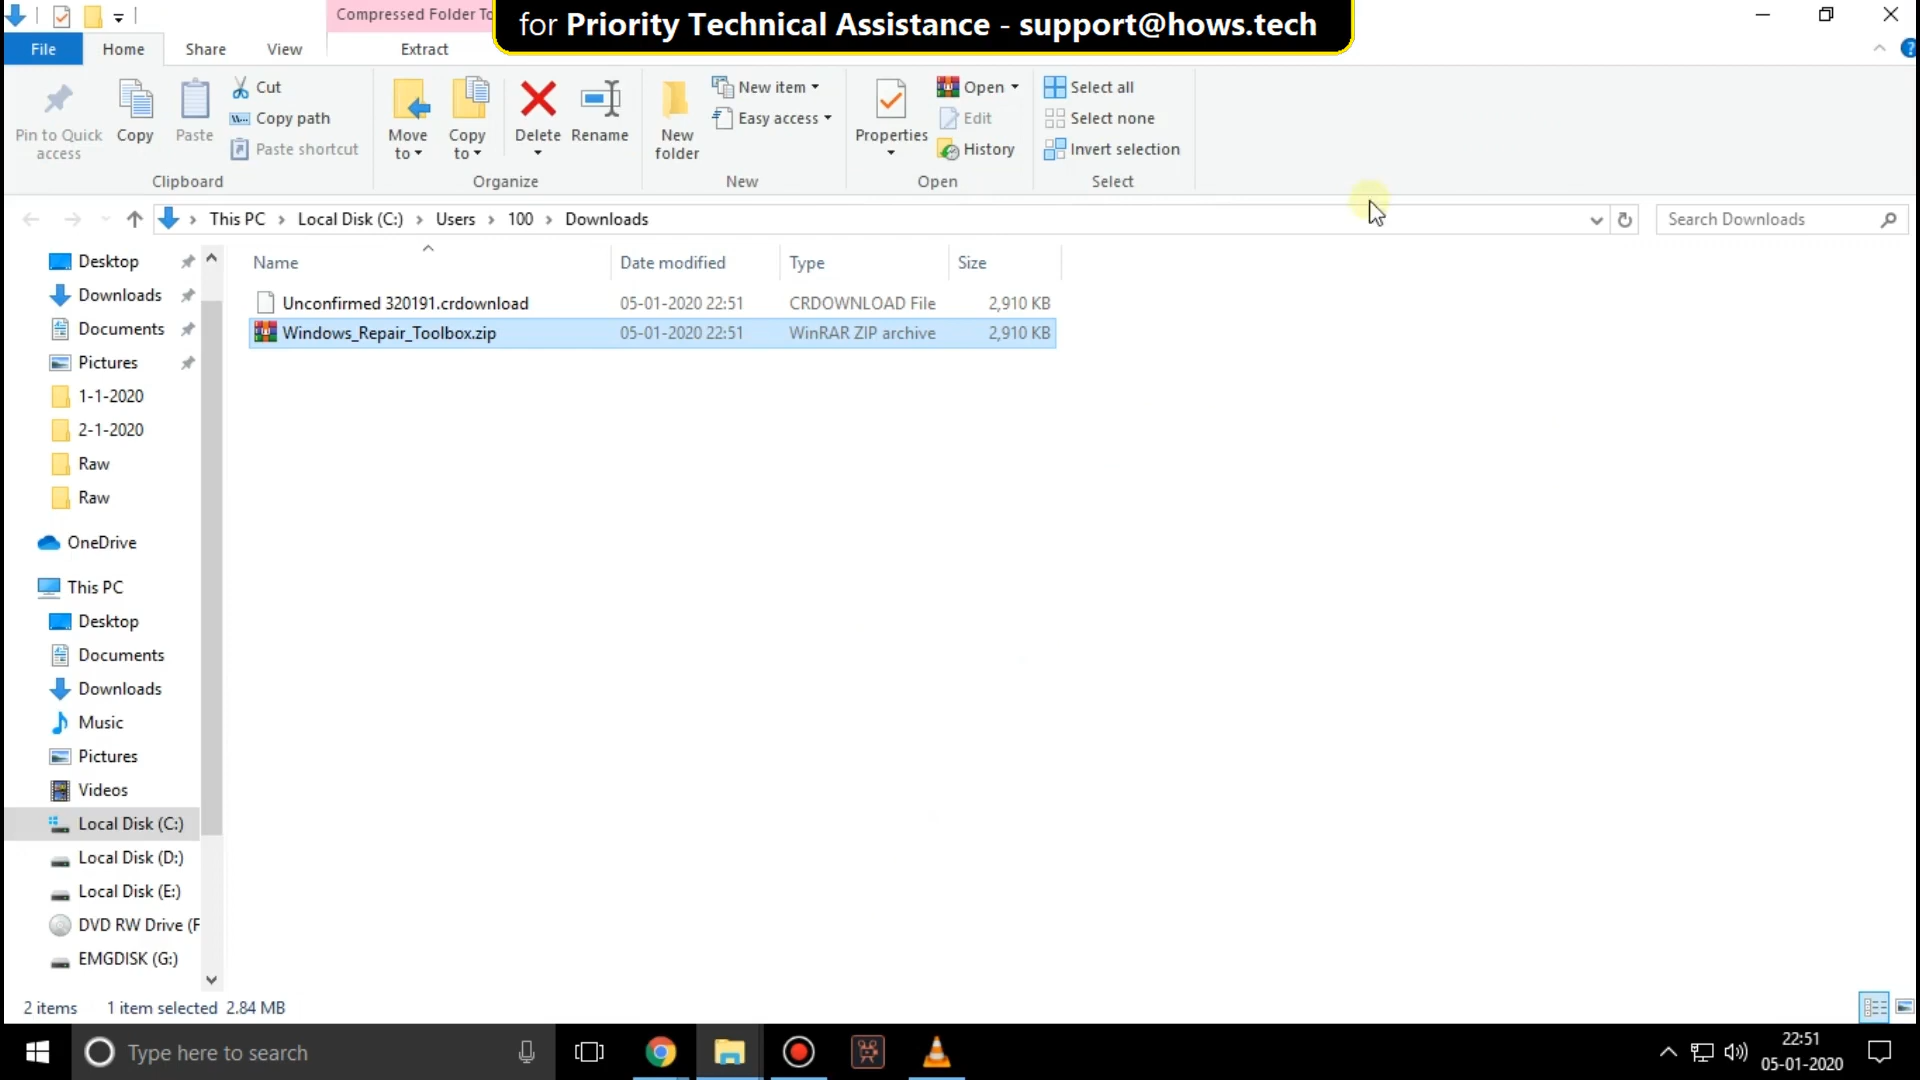 Compressed Folder To
for Priority Technical Assistance - support@hows.tech
File
Home
Share
View
Extract
Pin to Quick
access
Copy
Paste
Cut
Copy path
Paste shortcut
Clipboard
Move
to
Copy
to
Delete
Rename
Organize
New
folder
New item
Easy access
New
Properties
Open
Edit
History
Open
Select all
Select none
Invert selection
Select
This PC > Local Disk (C:) > Users > 100 > Downloads
Search Downloads
Name Date modified Type Size
Unconfirmed 320191.crdownload 05-01-2020 22:51 CRDOWNLOAD File 2,910 KB
Windows_Repair_Toolbox.zip 05-01-2020 22:51 WinRAR ZIP archive 2,910 KB
Desktop
Downloads
Documents
Pictures
1-1-2020
2-1-2020
Raw
Raw
OneDrive
This PC
Desktop
Documents
Downloads
Music
Pictures
Videos
Local Disk (C:)
Local Disk (D:)
Local Disk (E:)
DVD RW Drive (F
EMGDISK (G:)
2 items 1 item selected 2.84 MB
Type here to search
22:51
05-01-2020